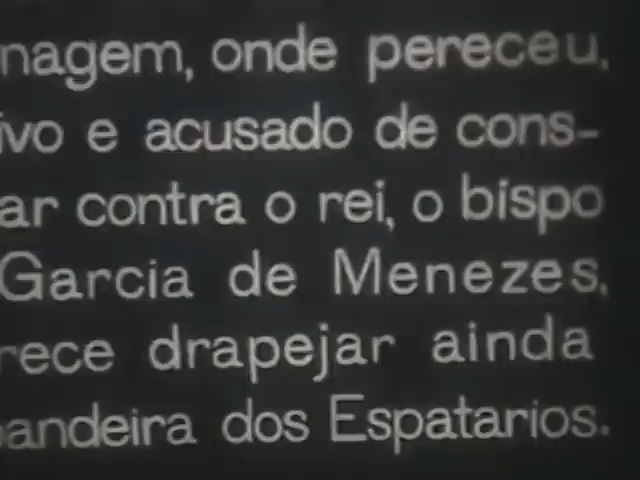 nagem, onde pereceu,
ivo e acusado de cons-
ar contra o rei, o bispo
Garcia de Menezes,
rece drapejar ainda
bandeira dos Espatarios.